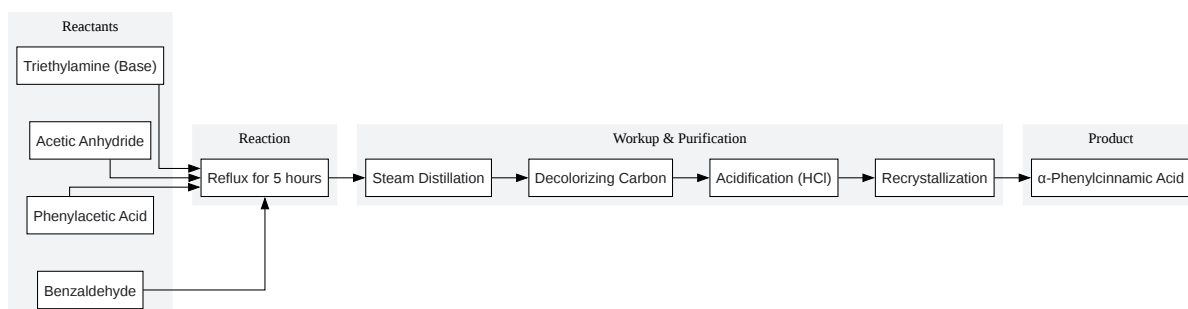 Reactants
Triethylamine (Base)
Acetic Anhydride
Phenylacetic Acid
Benzaldehyde
Reaction
Reflux for 5 hours
Workup & Purification
Steam Distillation
Decolorizing Carbon
Acidification (HCl)
Recrystallization
Product
α-Phenylcinnamic Acid